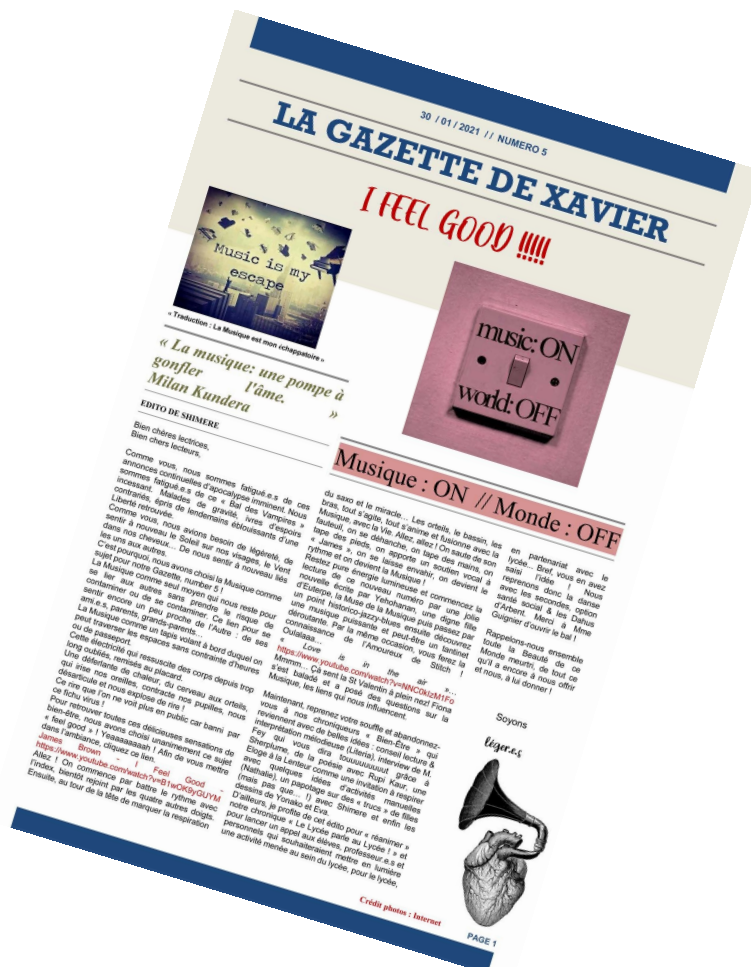 30 / 01 / 2021 // NUMERO 5
LA GAZETTE DE XAVIER
I FEEL GOOD !!!!!
Music is my
escape
« Traduction : La Musique est mon échappatoire »
music: ON
world: OFF
« La musique: une pompe à
gonfler l'âme. »
Milan Kundera
EDITO DE SHIMERE
Bien chères lectrices,
Bien chers lecteurs,
Comme vous, nous sommes fatigué.e.s de ces
annonces continuelles d'apocalypse imminent. Nous
sommes fatigué.e.s de ce « Bal des Vampires »
incessant. Malades de gravité, ivres d'espoirs
contrariés, épris de lendemains éblouissants d'une
Liberté retrouvée.
Comme vous, nous avions besoin de légèreté, de
sentir à nouveau le Soleil sur nos visages, le Vent
dans nos cheveux… De nous sentir à nouveau liés
les uns aux autres.
C'est pourquoi, nous avons choisi la Musique comme
sujet pour notre Gazette, number 5 !
La Musique comme seul moyen qui nous reste pour
se lier aux autres sans prendre le risque de
contaminer ou de se contaminer. Ce lien pour se
sentir encore un peu proche de l'Autre : de ses
ami.e.s, parents, grands-parents…
La Musique comme un tapis volant à bord duquel on
peut traverser les espaces sans contrainte d'heures
ou de passeport.
Cette électricité qui ressuscite des corps depuis trop
long oubliés, remisés au placard.
Une déferlante de chaleur, du cerveau aux orteils,
qui irise nos oreilles, contracte nos pupilles, nous
désarticule et nous explose de rire !
Ce rire que l'on ne voit plus en public car banni par
ce fichu virus !
Pour retrouver toutes ces délicieuses sensations de
bien-être, nous avons choisi unanimement ce sujet
« feel good » ! Yeaaaaaaaah ! Afin de vous mettre
dans l'ambiance, cliquez ce lien.
James Brown - I Feel Good -
https://www.youtube.com/watch?v=B1wOK9yGUYM
Allez ! On commence par battre le rythme avec
l'index, bientôt rejoint par les quatre autres doigts.
Ensuite, au tour de la tête de marquer la respiration
Musique : ON // Monde : OFF
du saxo et le miracle… Les orteils, le bassin, les
bras, tout s'agite, tout s'anime et fusionne avec la
Musique, avec la Vie. Allez, allez ! On saute de son
fauteuil, on se déhanche, on tape des mains, on
tape des pieds, on apporte un soutien vocal à
« James », on se laisse envahir, on devient le
rythme et on devient la Musique !
Restez pure énergie lumineuse et commencez la
lecture de ce nouveau numéro par une jolie
nouvelle écrite par Yehohanan, une digne fille
d'Euterpe, la Muse de la Musique puis passez par
un point historico-jazzy-blues ensuite découvrez
une musique puissante et peut-être un tantinet
déroutante. Par la même occasion, vous ferez la
connaissance de l'Amoureux de Stitch !
Oulalaaa…
« Love is in the air »…
https://www.youtube.com/watch?v=NNC0kIzM1Fo
Mmmm… Çà sent la St Valentin à plein nez! Fiona
s'est baladé et a posé des questions sur la
Musique, les liens qui nous influencent.
Maintenant, reprenez votre souffle et abandonnez-
vous à nos chroniqueurs « Bien-Être » qui
reviennent avec de belles idées : conseil lecture &
interprétation mélodieuse (Lileria), interview de M.
Fey qui vous dira touuuuuuuuut grâce à
Sherplume, de la poésie avec Rupi Kaur, une
Eloge à la Lenteur comme une invitation à respirer
avec quelques idées d'activités manuelles
(Nathalie), un papotage sur des « trucs » de filles
(mais pas que… !) avec Shimere et enfin les
dessins de Yonako et Eva.
D'ailleurs, je profite de cet édito pour « réanimer »
notre chronique « Le Lycée parle au Lycée ! » et
pour lancer un appel aux élèves, professeur.e.s et
personnels qui souhaiteraient mettre en lumière
une activité menée au sein du lycée, pour le lycée,
en partenariat avec le
lycée… Bref, vous en avez
saisi l'idée ! Nous
reprenons donc la danse
avec les secondes, option
santé social & les Dahlias
d'Arbent. Merci à Mme
Guignier d'ouvrir le bal !
Rappelons-nous ensemble
toute la Beauté de ce
Monde meurtri, de tout ce
qu'il a encore à nous offrir
et nous, à lui donner !
Soyons
léger.e.s
Crédit photos : Internet
PAGE 1